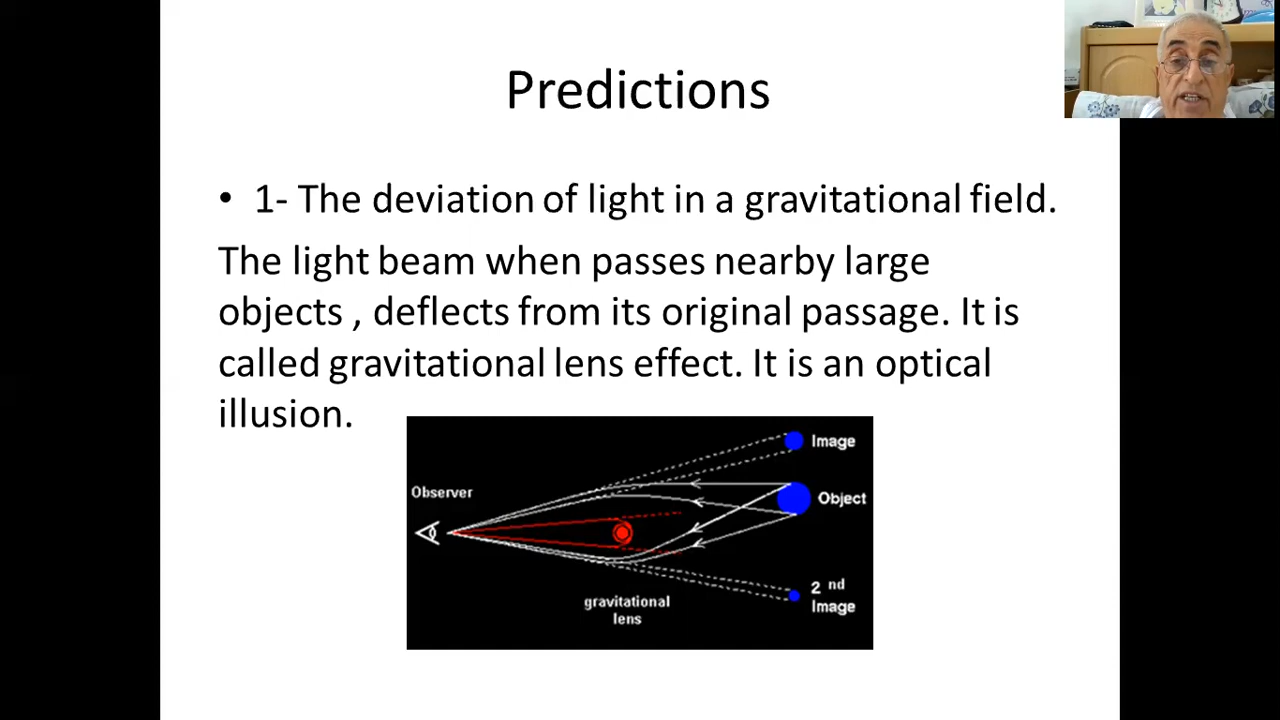 Predictions
• 1- The deviation of light in a gravitational field.
The light beam when passes nearby large
objects , deflects from its original passage. It is
called gravitational lens effect. It is an optical
illusion.
Image
Observer
Object
gravitational
lens
2 nd
Image